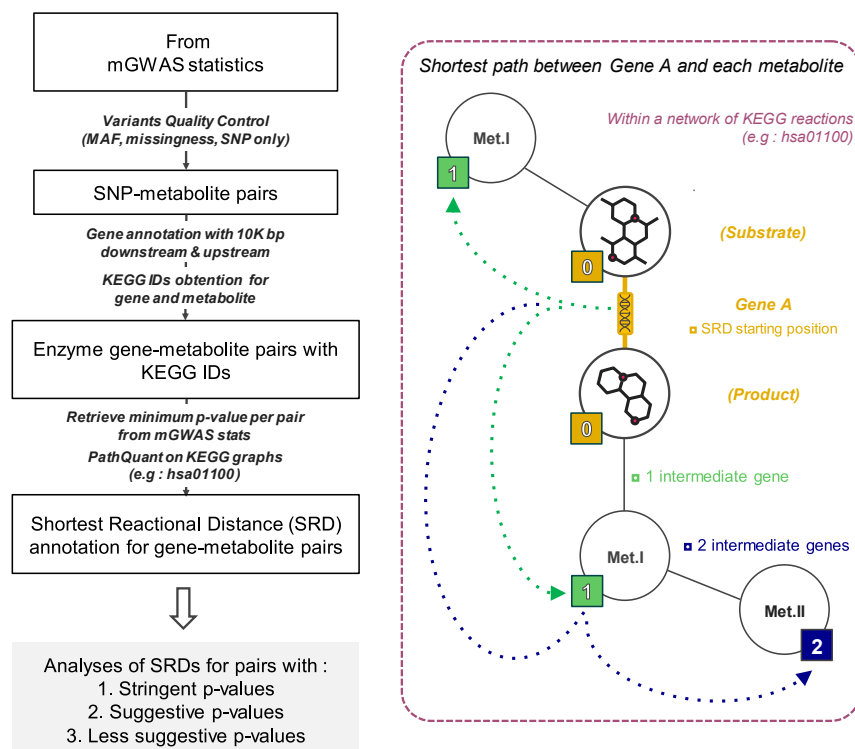 From
mGWAS statistics
Variants Quality Control
(MAF, missingness, SNP only)
SNP-metabolite pairs
Gene annotation with 10K bp
downstream & upstream
KEGG IDs obtention for
gene and metabolite
Enzyme gene-metabolite pairs with
KEGG IDs
Retrieve minimum p-value per pair
from mGWAS stats
PathQuant on KEGG graphs
(e.g : hsa01100)
Shortest Reactional Distance (SRD)
annotation for gene-metabolite pairs
Analyses of SRDs for pairs with :
1. Stringent p-values
2. Suggestive p-values
3. Less suggestive p-values
Shortest path between Gene A and each metabolite
Within a network of KEGG reactions
(e.g : hsa01100)
Met.I
1
(Substrate)
0
Gene A
SRD starting position
(Product)
0
1 intermediate gene
2 intermediate genes
Met.I
1
Met.II
2